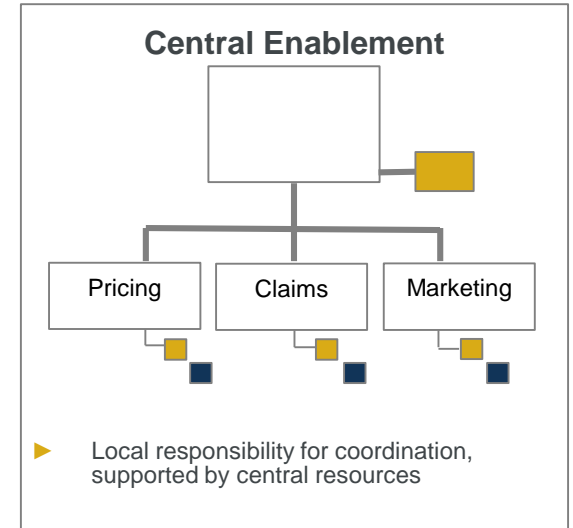 Central Enablement
Pricing
Claims
Marketing
► Local responsibility for coordination,
supported by central resources